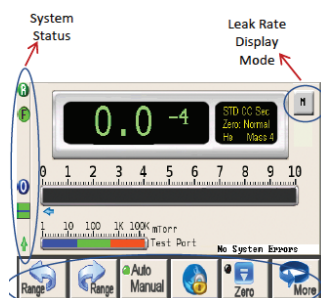 System
Status
Leak Rate
Display
Mode
R
F
M
0.0 -4
STD CC Sec
Zero: Normal
He Mass 4
0 1 2 3 4 5 6 7 8 9 10
1 10 100 1K 100K mTorr
Test Port
No System Errors
Range
Range
Auto
Manual
Zero
More